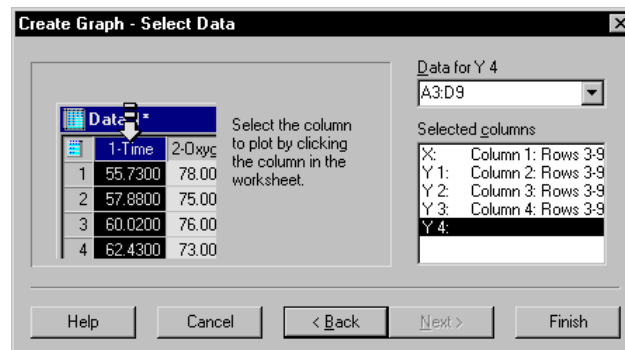 Create Graph - Select Data
Data 1*
1-Time 2-Oxyg
1 55.7300 78.00
2 57.8800 75.00
3 60.0200 76.00
4 62.4300 73.00
Select the column
to plot by clicking
the column in the
worksheet.
Data for Y 4
A3:D9
Selected columns
X: Column 1: Rows 3-9
Y 1: Column 2: Rows 3-9
Y 2: Column 3: Rows 3-9
Y 3: Column 4: Rows 3-9
Y 4:
Help
Cancel
< Back
Next >
Finish